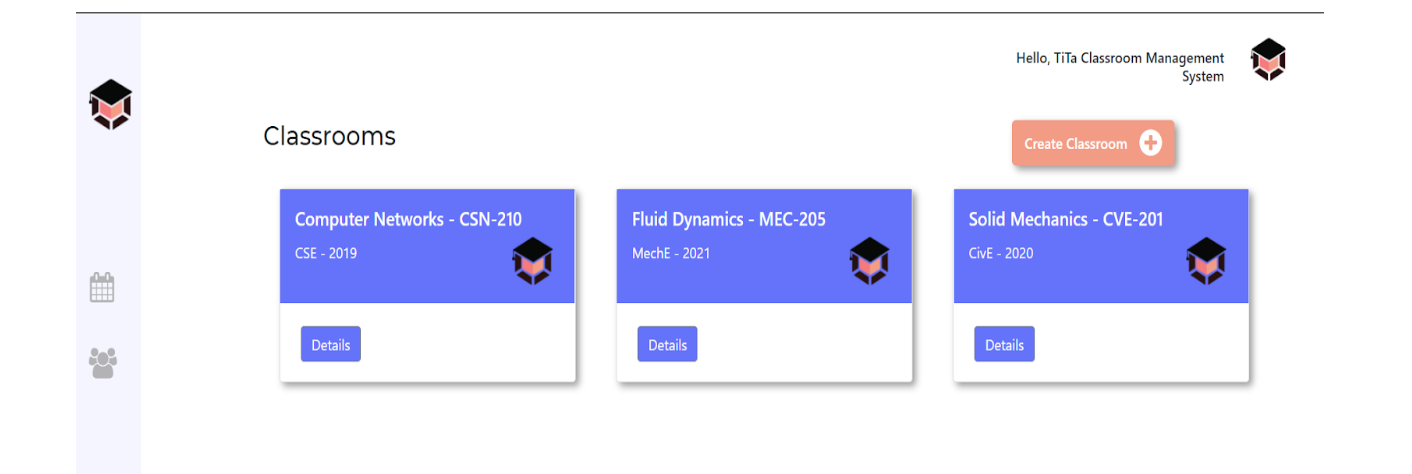 Hello, TiTa Classroom Management
System
Classrooms
Create Classroom
Computer Networks - CSN-210
CSE - 2019
Details
Fluid Dynamics - MEC-205
MechE - 2021
Details
Solid Mechanics - CVE-201
CivE - 2020
Details